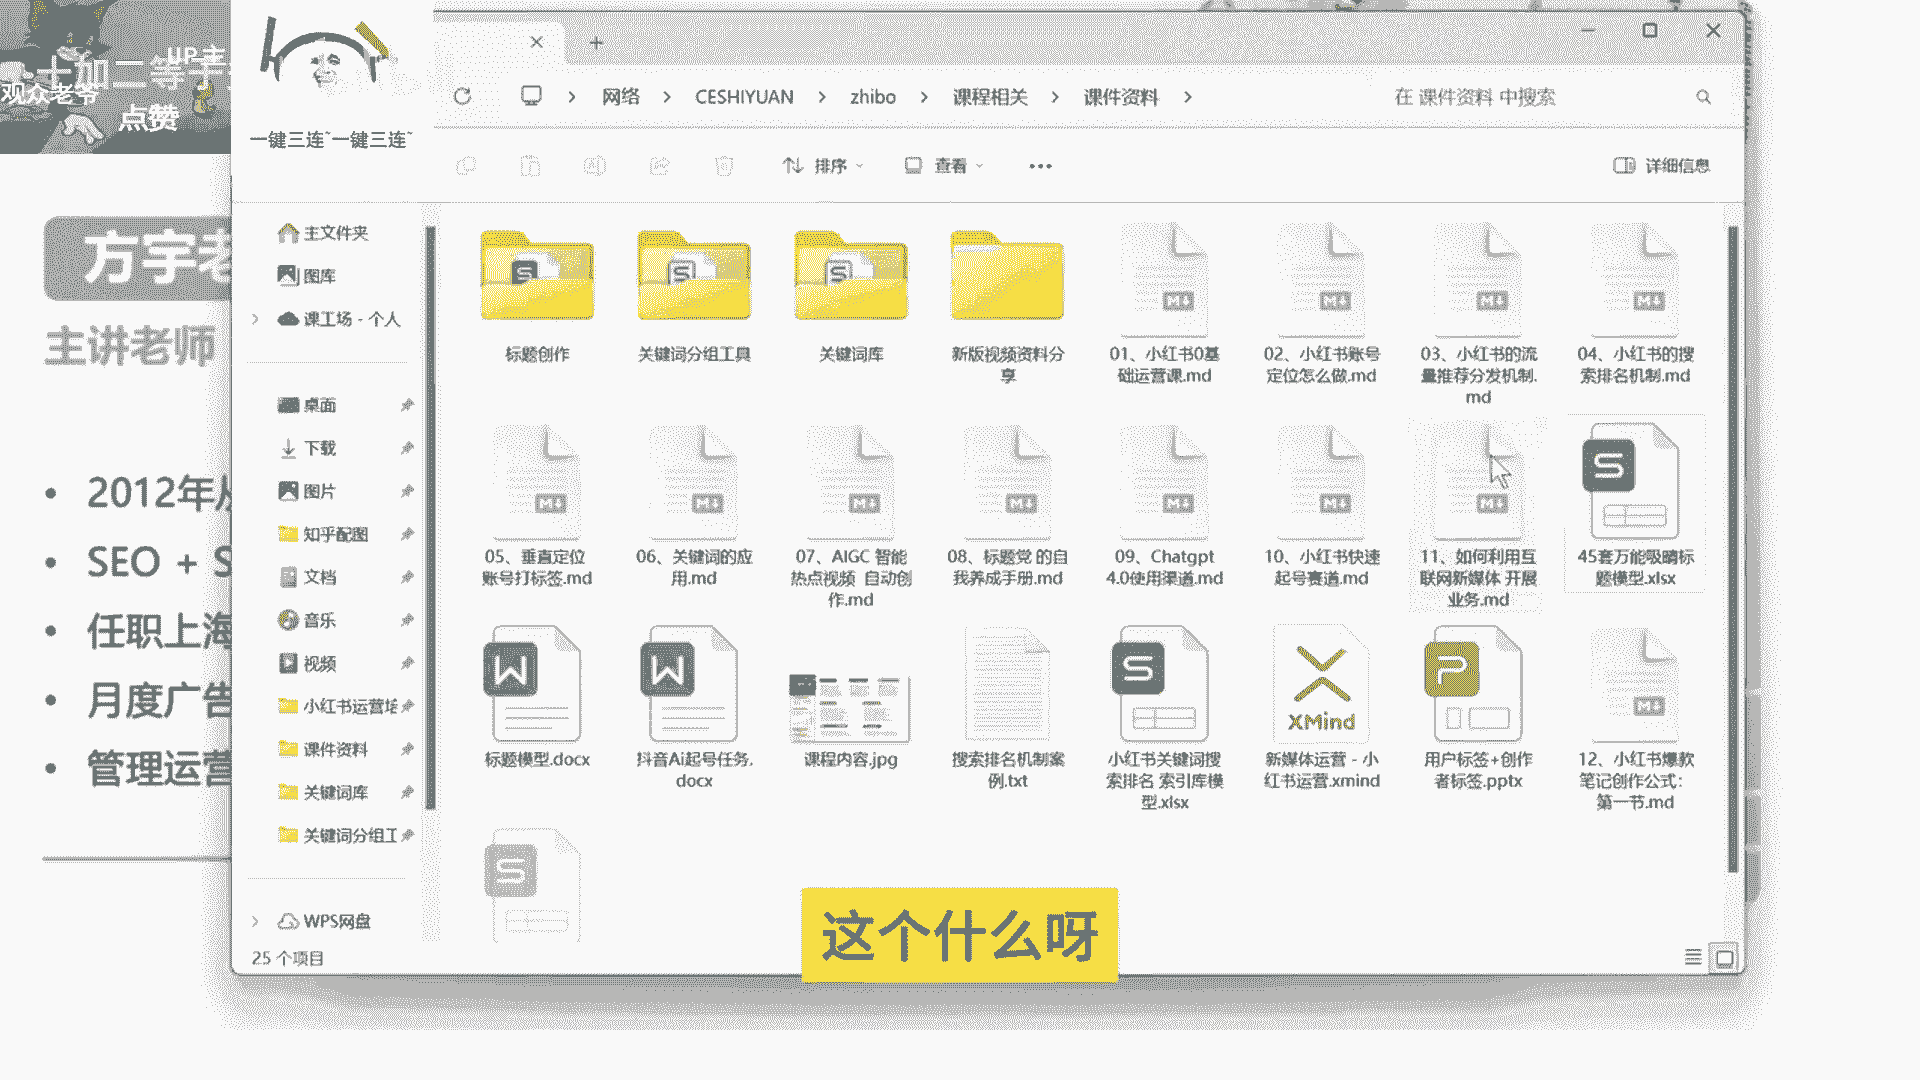 UP主
十加二等于
观众老爷
点赞
一键三连~一键三连~
网络 > CESHIYUAN > zhibo > 课程相关 > 课件资料 >
在 课件资料 中搜索
排序
查看
详细信息
方宇老
主讲老师
2012年从
SEO + S
任职上海
月度广告
管理运营
主文件夹
图库
课工场 - 个人
桌面
下载
图片
知乎配图
文档
音乐
视频
小红书运营培
课件资料
关键词库
关键词分组工
WPS网盘
25 个项目
标题创作
关键词分组工具
关键词库
新版视频资料分
享
01、小红书0基
础运营课.md
02、小红书账号
定位怎么做.md
03、小红书的流
量推荐分发机制.
md
04、小红书的搜
索排名机制.md
05、垂直定位
账号打标签.md
06、关键词的应
用.md
07、AIGC 智能
热点视频 自动创
作.md
08、标题党 的自
我养成手册.md
09、Chatgpt
4.0使用渠道.md
10、小红书快速
起号赛道.md
11、如何利用互
联网新媒体 开展
业务.md
45套万能吸睛标
题模型.xlsx
标题模型.docx
抖音Ai起号任务.
docx
课程内容.jpg
搜索排名机制案
例.txt
小红书关键词搜
索排名 索引库模
型.xlsx
XMind
新媒体运营 - 小
红书运营.xmind
用户标签+创作
者标签.pptx
12、小红书爆款
笔记创作公式:
第一节.md
这个什么呀